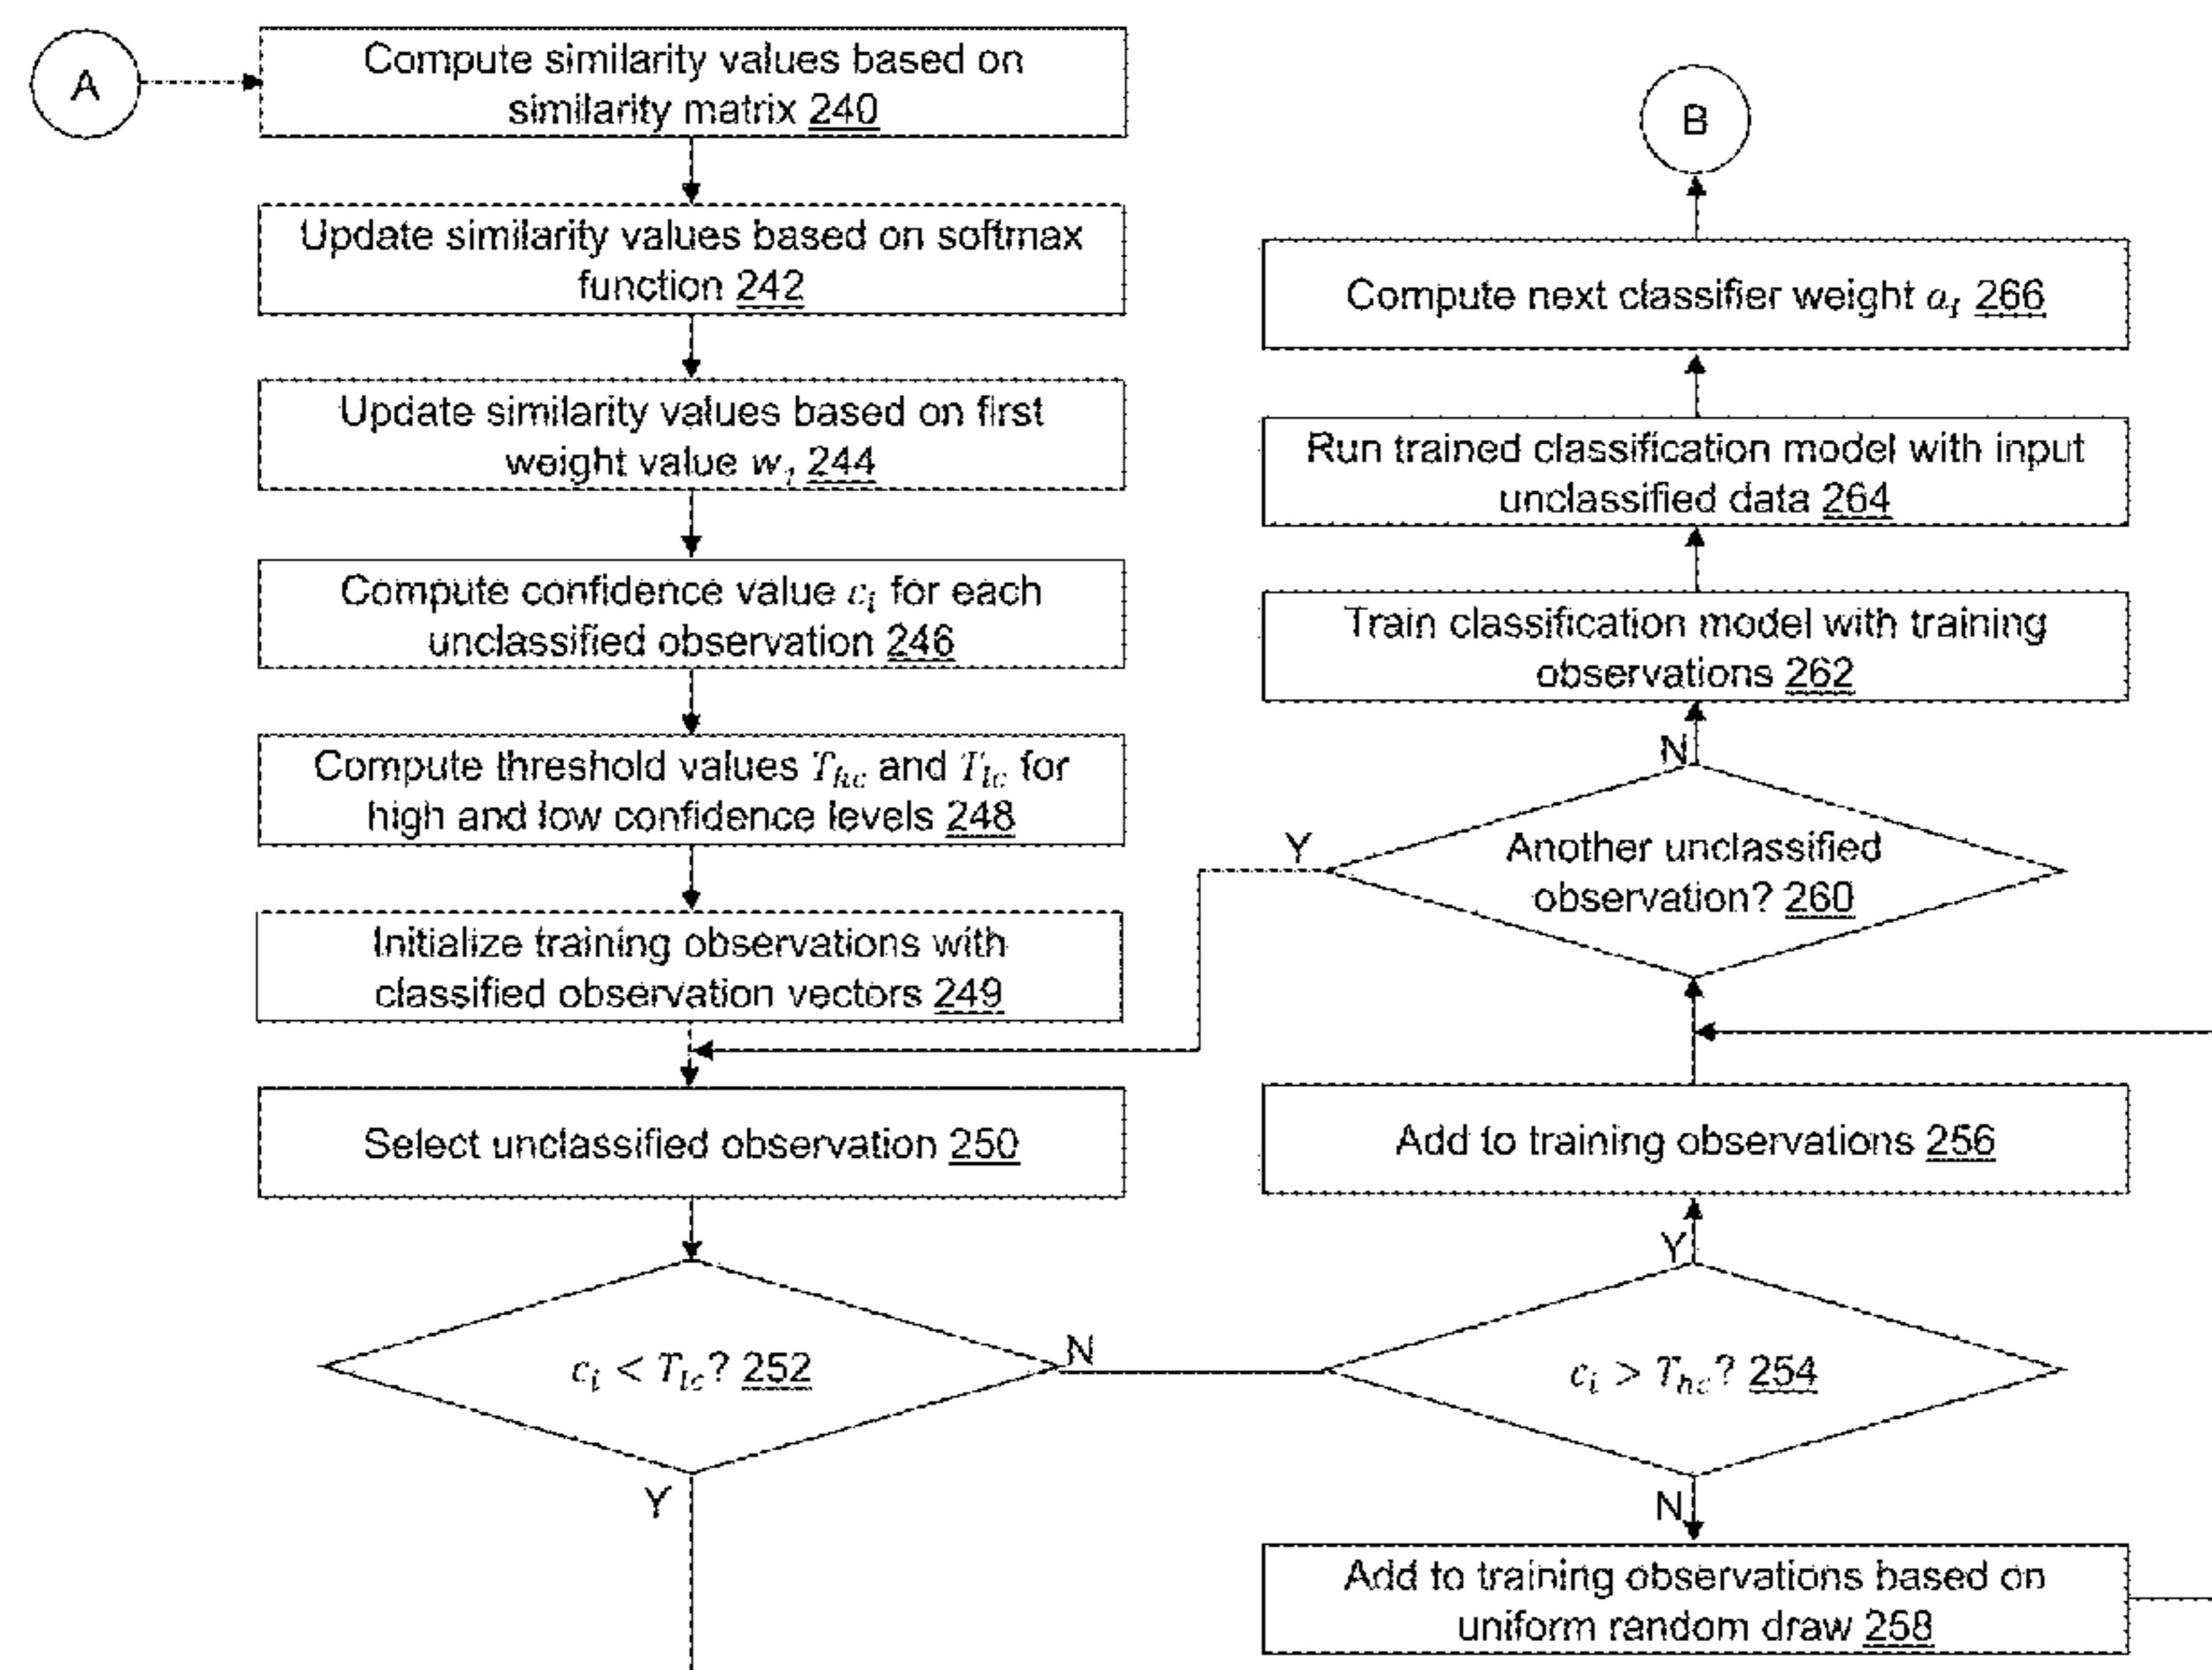 A
Compute similarity values based on
similarity matrix 240
Update similarity values based on softmax
function 242
Update similarity values based on first
weight value w₁ 244
Compute confidence value cᵢ for each
unclassified observation 246
Compute threshold values T_hc and T_lc for
high and low confidence levels 248
Initialize training observations with
classified observation vectors 249
Select unclassified observation 250
cᵢ < T_lc? 252
N
Y
B
Compute next classifier weight a_t 266
Run trained classification model with input
unclassified data 264
Train classification model with training
observations 262
N
Y
Another unclassified
observation? 260
Add to training observations 256
Y
cᵢ > T_hc? 254
N
Add to training observations based on
uniform random draw 258